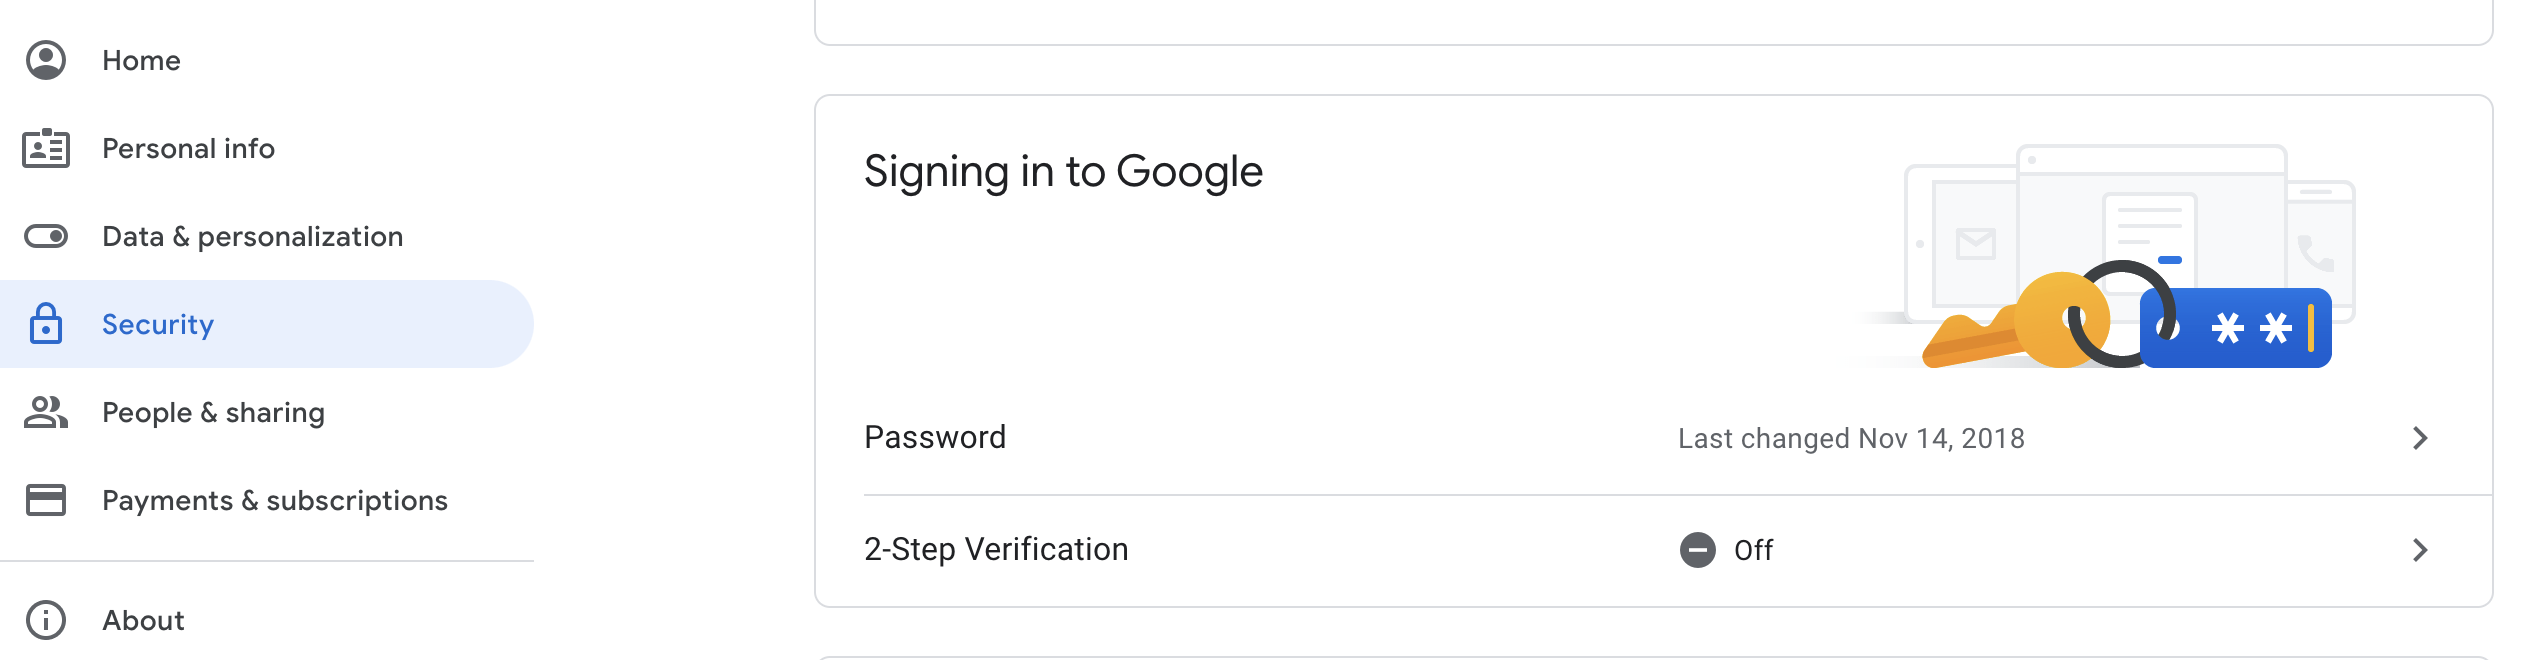 Home
Personal info
Data & personalization
Security
People & sharing
Payments & subscriptions
About
Signing in to Google
**
Password
Last changed Nov 14, 2018
2-Step Verification
Off